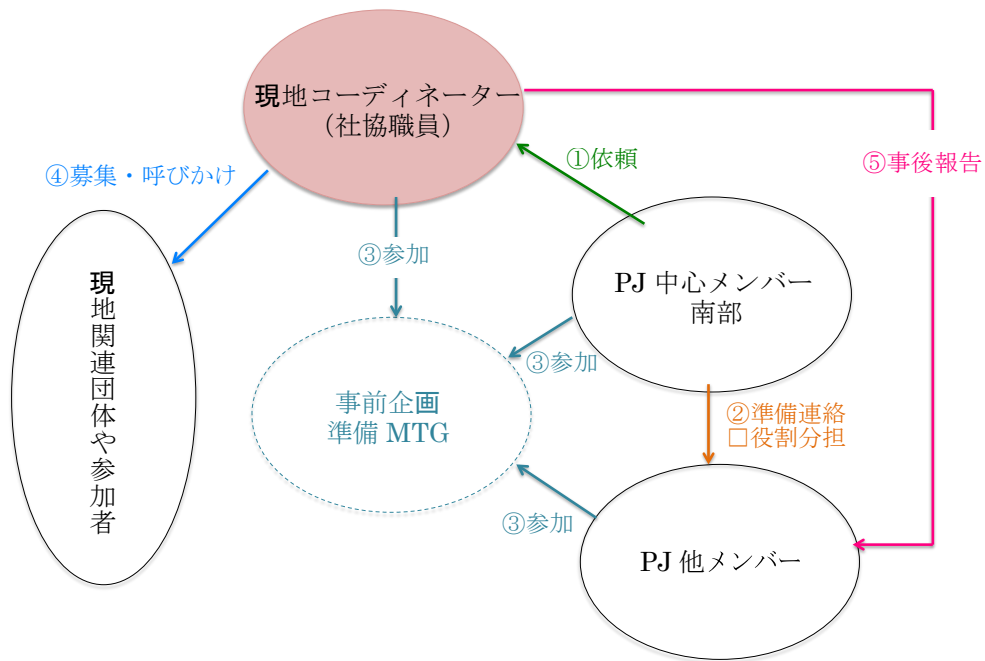 現地コーディネーター
（社協職員）
①依頼
⑤事後報告
④募集・呼びかけ
③参加
現地関連団体や参加者
PJ 中心メンバー
南部
③参加
事前企画
準備 MTG
②準備連絡
□役割分担
③参加
PJ 他メンバー